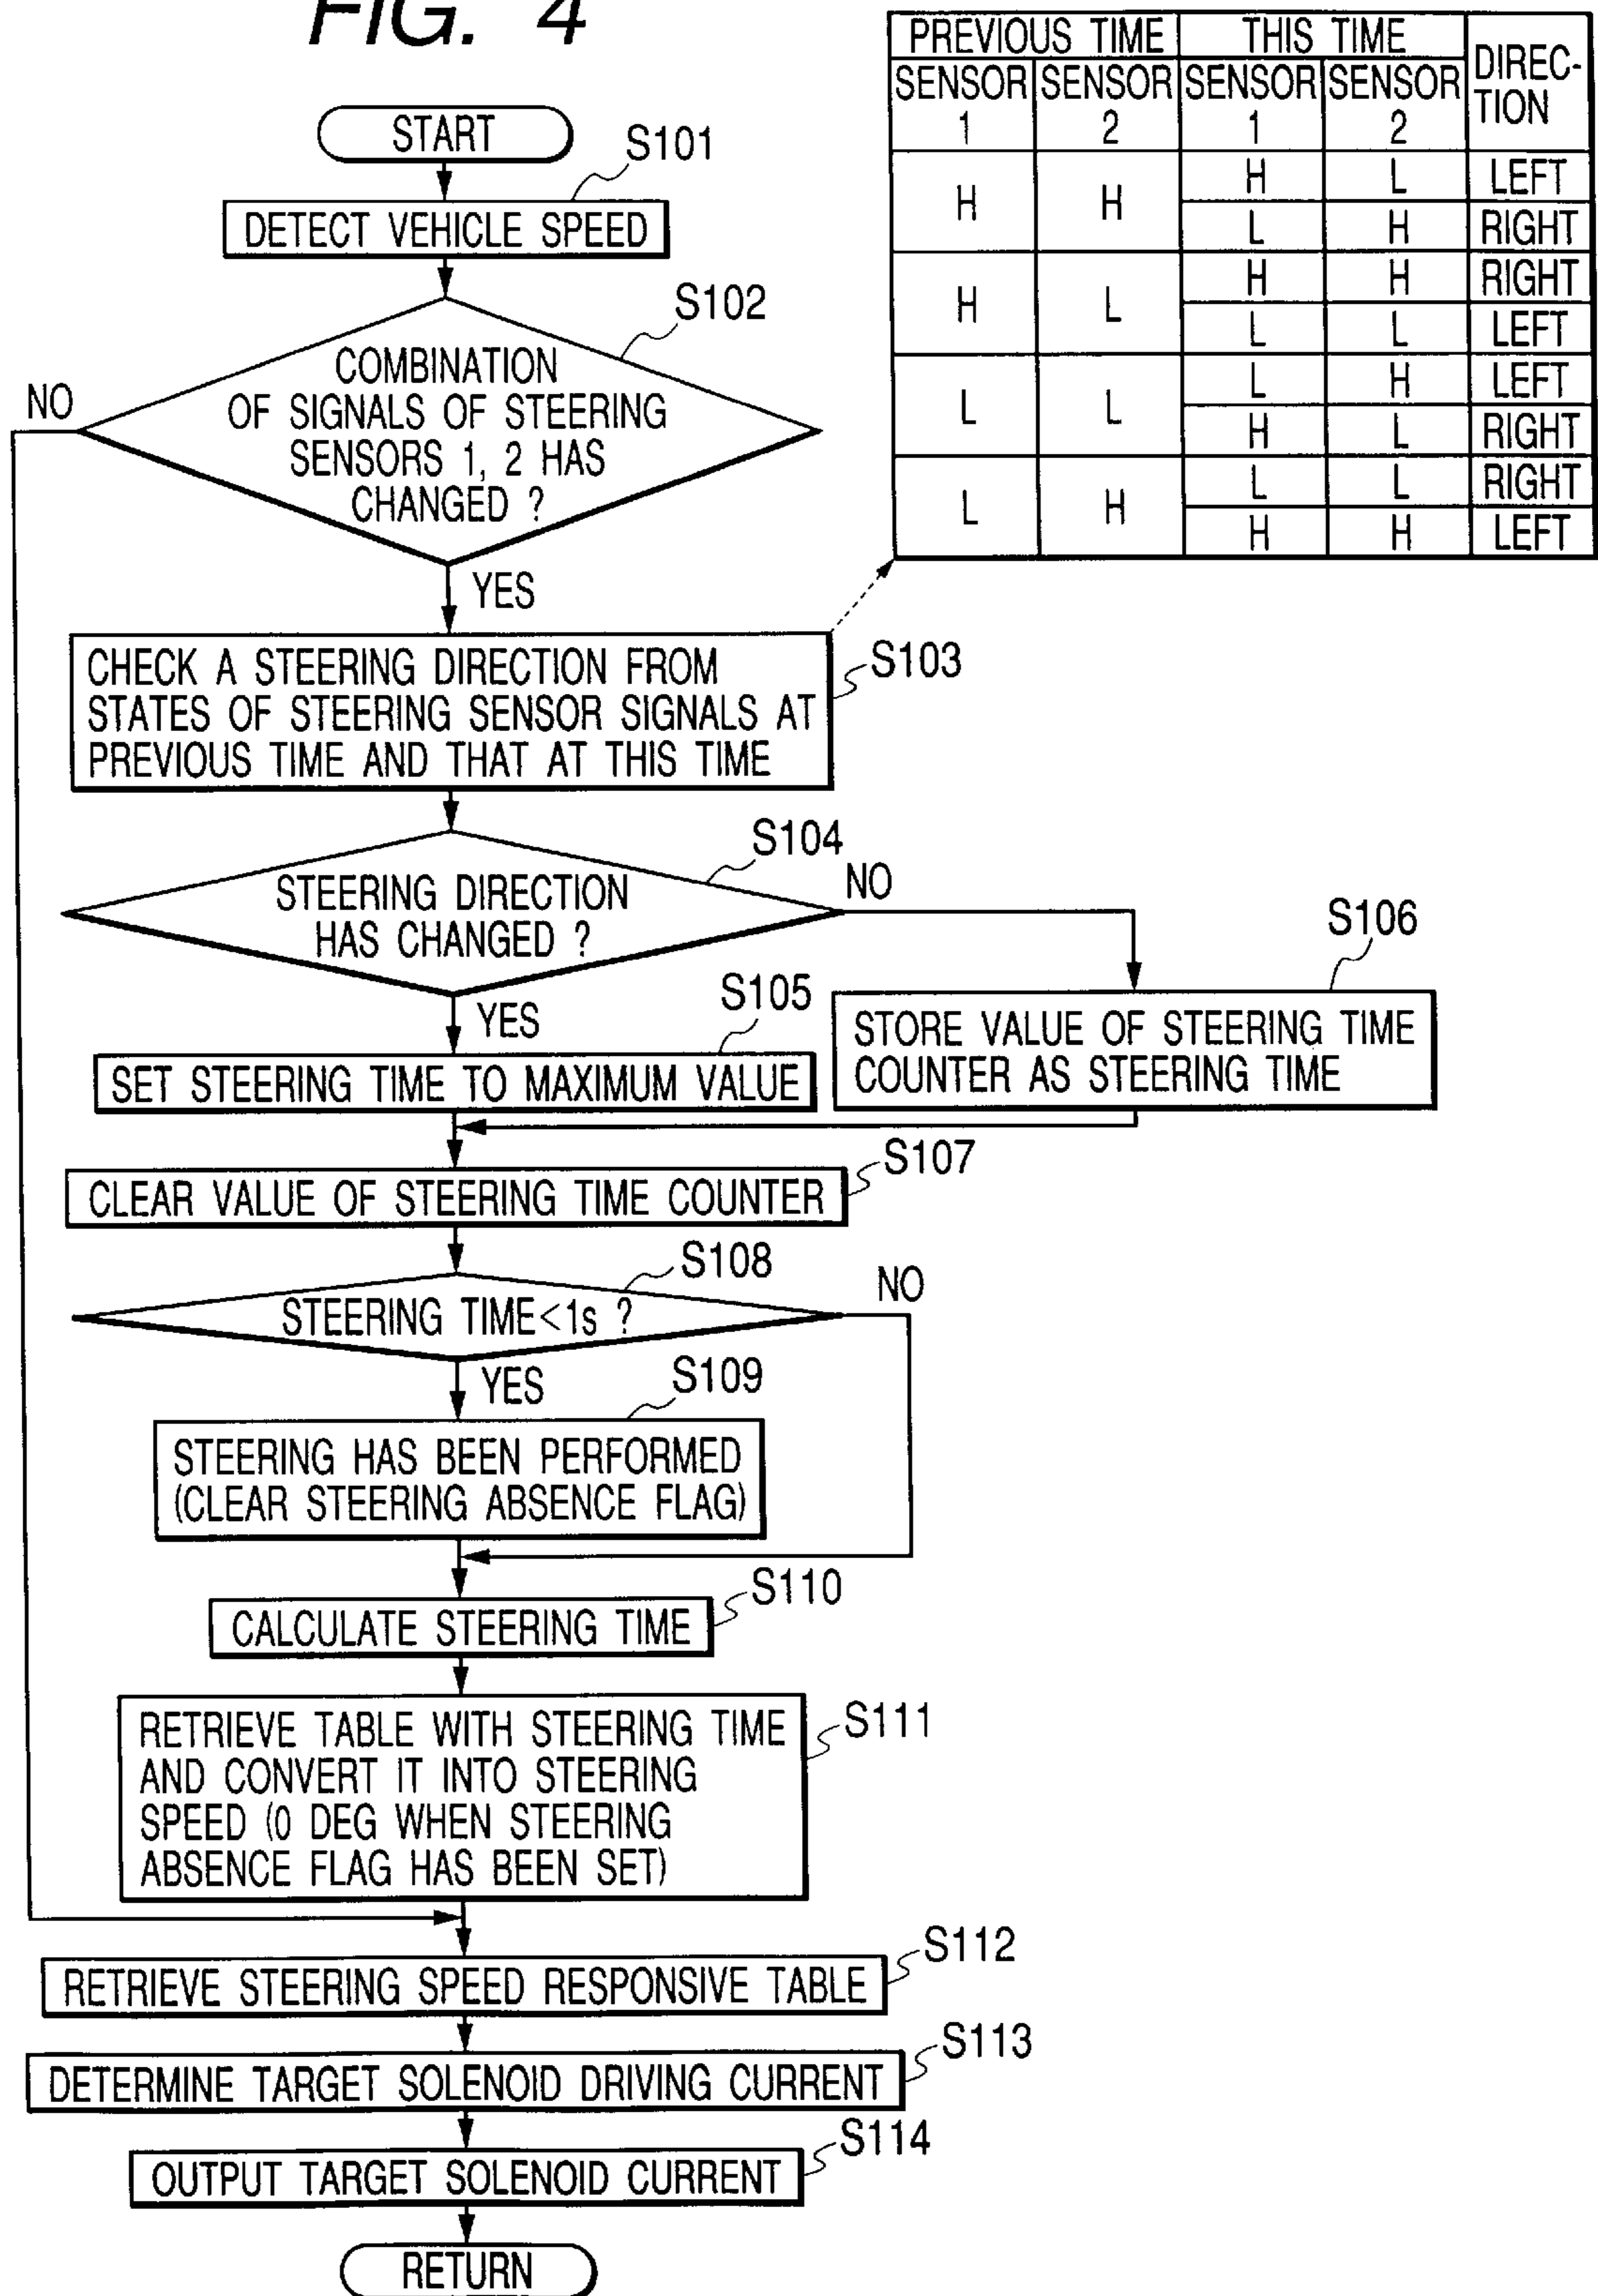 FIG. 4
START
S101
DETECT VEHICLE SPEED
S102
COMBINATION
OF SIGNALS OF STEERING
SENSORS 1, 2 HAS
CHANGED ?
NO
YES
PREVIOUS TIME THIS TIME DIREC-
TION
SENSOR SENSOR SENSOR SENSOR
1 2 1 2
H H H L LEFT
L H RIGHT
H L H H RIGHT
L L LEFT
L L L H LEFT
H L RIGHT
L H L L RIGHT
H H LEFT
S103
CHECK A STEERING DIRECTION FROM
STATES OF STEERING SENSOR SIGNALS AT
PREVIOUS TIME AND THAT AT THIS TIME
S104
STEERING DIRECTION
HAS CHANGED ?
NO
YES
S105
SET STEERING TIME TO MAXIMUM VALUE
S106
STORE VALUE OF STEERING TIME
COUNTER AS STEERING TIME
S107
CLEAR VALUE OF STEERING TIME COUNTER
S108
STEERING TIME<1s ?
NO
YES
S109
STEERING HAS BEEN PERFORMED
(CLEAR STEERING ABSENCE FLAG)
S110
CALCULATE STEERING TIME
S111
RETRIEVE TABLE WITH STEERING TIME
AND CONVERT IT INTO STEERING
SPEED (0 DEG WHEN STEERING
ABSENCE FLAG HAS BEEN SET)
S112
RETRIEVE STEERING SPEED RESPONSIVE TABLE
S113
DETERMINE TARGET SOLENOID DRIVING CURRENT
S114
OUTPUT TARGET SOLENOID CURRENT
RETURN